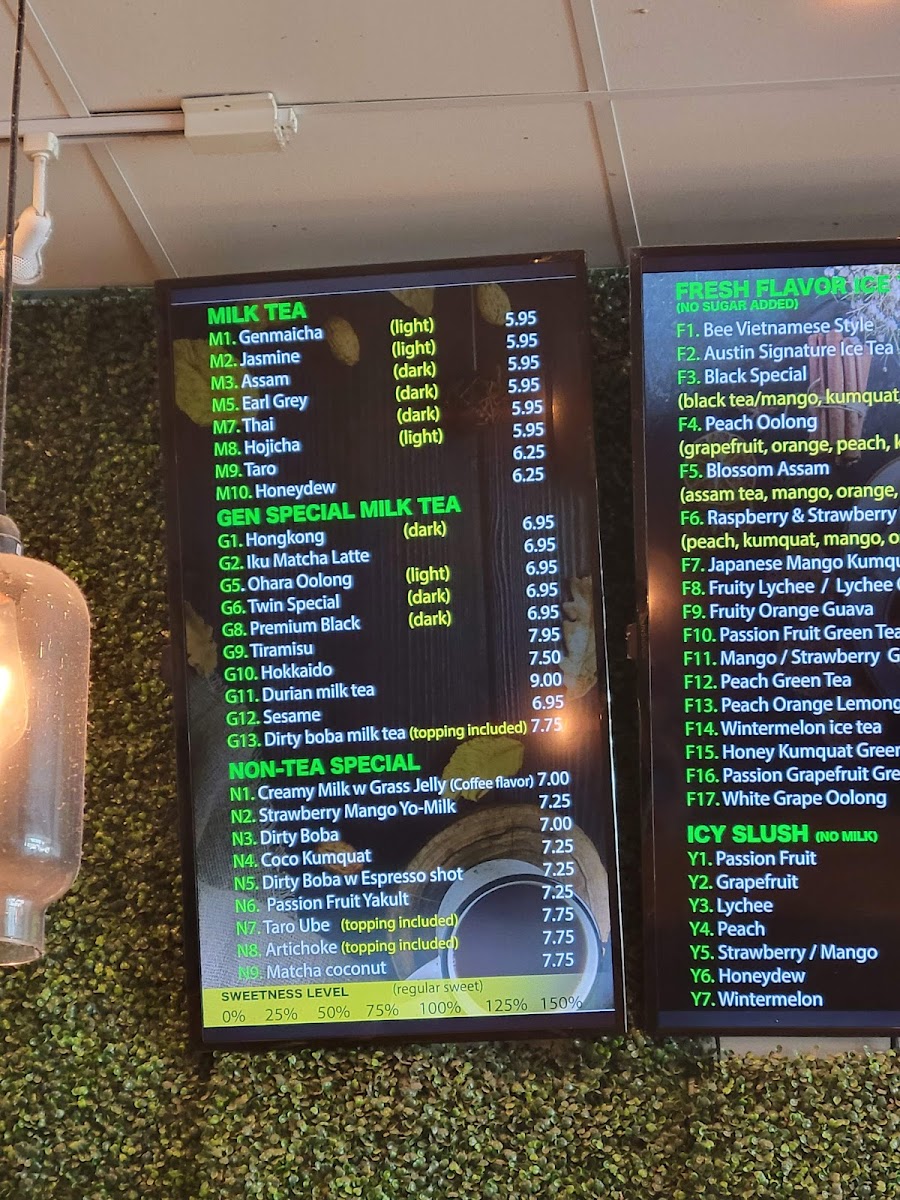 MILK TEA
M1. Genmaicha (light) 5.95
M2. Jasmine (light) 5.95
M3. Assam (dark) 5.95
M5. Earl Grey (dark) 5.95
M7. Thai (dark) 5.95
M8. Hojicha (light) 5.95
M9. Taro 6.25
M10. Honeydew 6.25
GEN SPECIAL MILK TEA
G1. Hongkong (dark) 6.95
G2. Iku Matcha Latte 6.95
G5. Ohara Oolong (light) 6.95
G6. Twin Special (dark) 6.95
G8. Premium Black (dark) 6.95
G9. Tiramisu 7.95
G10. Hokkaido 7.50
G11. Durian milk tea 9.00
G12. Sesame 6.95
G13. Dirty boba milk tea (topping included) 7.75
NON-TEA SPECIAL
N1. Creamy Milk w Grass Jelly (Coffee flavor) 7.00
N2. Strawberry Mango Yo-Milk 7.25
N3. Dirty Boba 7.00
N4. Coco Kumquat 7.25
N5. Dirty Boba w Espresso shot 7.25
N6. Passion Fruit Yakult 7.25
N7. Taro Ube (topping included) 7.75
N8. Artichoke (topping included) 7.75
N9. Matcha coconut 7.75
SWEETNESS LEVEL (regular sweet)
0% 25% 50% 75% 100% 125% 150%
FRESH FLAVOR ICE
(NO SUGAR ADDED)
F1. Bee Vietnamese Style
F2. Austin Signature Ice Tea
F3. Black Special
(black tea/mango, kumquat,
F4. Peach Oolong
(grapefruit, orange, peach,
F5. Blossom Assam
(assam tea, mango, orange,
F6. Raspberry & Strawberry
(peach, kumquat, mango,
F7. Japanese Mango
F8. Fruity Lychee / Lychee
F9. Fruity Orange Guava
F10. Passion Fruit Green Tea
F11. Mango / Strawberry
F12. Peach Green Tea
F13. Peach Orange
F14. Wintermelon ice tea
F15. Honey Kumquat Green
F16. Passion Grapefruit
F17. White Grape Oolong
ICY SLUSH (NO MILK)
Y1. Passion Fruit
Y2. Grapefruit
Y3. Lychee
Y4. Peach
Y5. Strawberry / Mango
Y6. Honeydew
Y7. Wintermelon